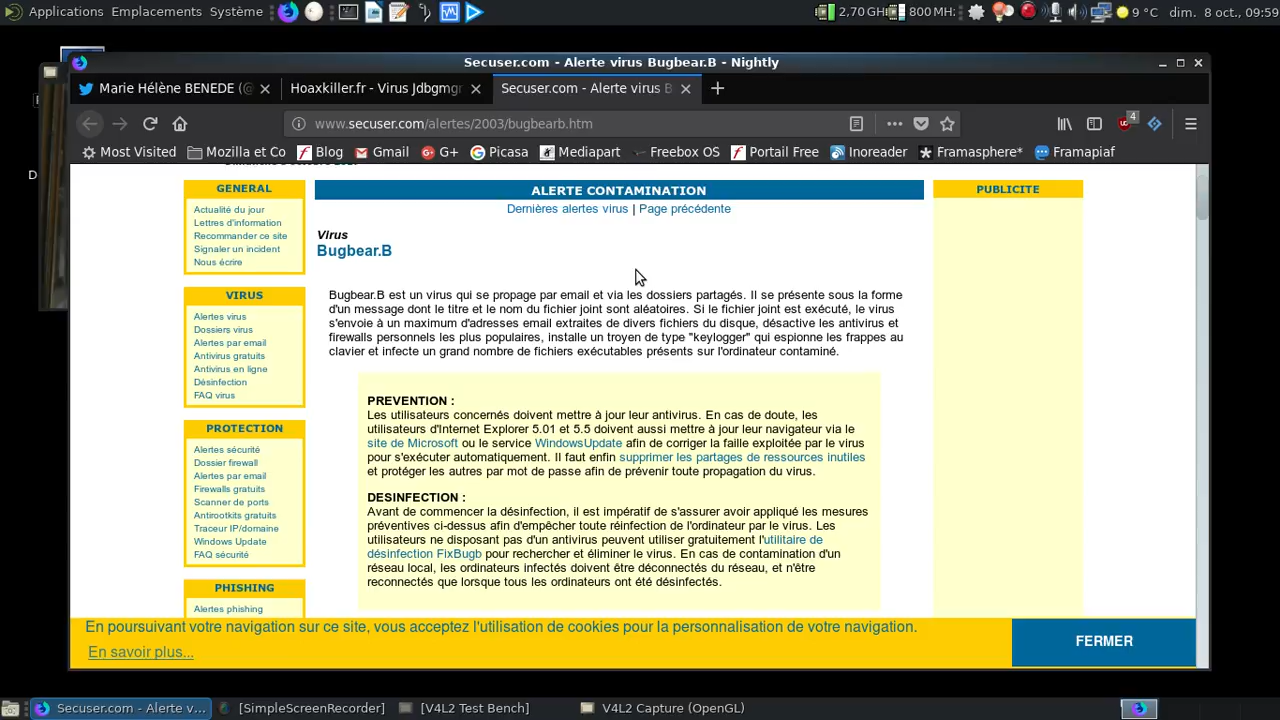 Applications Emplacements Système
2,70 GH
800 MH
9 °C
dim. 8 oct., 09:59
Secuser.com - Alerte virus Bugbear.B - Nightly
Marie Hélène BENEDE (@
Hoaxkiller.fr - Virus Jdbgmgr
Secuser.com - Alerte virus B
www.secuser.com/alertes/2003/bugbearb.htm
4
Most Visited
Mozilla et Co
Blog
Gmail
G+
Picasa
Mediapart
Freebox OS
Portail Free
Inoreader
Framasphere*
Framapiaf
GENERAL
Actualité du jour
Lettres d'information
Recommander ce site
Signaler un incident
Nous écrire
VIRUS
Alertes virus
Dossiers virus
Alertes par email
Antivirus gratuits
Antivirus en ligne
Désinfection
FAQ virus
PROTECTION
Alertes sécurité
Dossier firewall
Alertes par email
Firewalls gratuits
Scanner de ports
Antirootkits gratuits
Traceur IP/domaine
Windows Update
FAQ sécurité
PHISHING
Alertes phishing
ALERTE CONTAMINATION
Dernières alertes virus | Page précédente
Virus
Bugbear.B
Bugbear.B est un virus qui se propage par email et via les dossiers partagés. Il se présente sous la forme
d'un message dont le titre et le nom du fichier joint sont aléatoires. Si le fichier joint est exécuté, le virus
s'envoie à un maximum d'adresses email extraites de divers fichiers du disque, désactive les antivirus et
firewalls personnels les plus populaires, installe un troyen de type "keylogger" qui espionne les frappes au
clavier et infecte un grand nombre de fichiers exécutables présents sur l'ordinateur contaminé.
PREVENTION :
Les utilisateurs concernés doivent mettre à jour leur antivirus. En cas de doute, les
utilisateurs d'Internet Explorer 5.01 et 5.5 doivent aussi mettre à jour leur navigateur via le
site de Microsoft ou le service WindowsUpdate afin de corriger la faille exploitée par le virus
pour s'exécuter automatiquement. Il faut enfin supprimer les partages de ressources inutiles
et protéger les autres par mot de passe afin de prévenir toute propagation du virus.
DESINFECTION :
Avant de commencer la désinfection, il est impératif de s'assurer avoir appliqué les mesures
préventives ci-dessus afin d'empêcher toute réinfection de l'ordinateur par le virus. Les
utilisateurs ne disposant pas d'un antivirus peuvent utiliser gratuitement l'utilitaire de
désinfection FixBugb pour rechercher et éliminer le virus. En cas de contamination d'un
réseau local, les ordinateurs infectés doivent être déconnectés du réseau, et n'être
reconnectés que lorsque tous les ordinateurs ont été désinfectés.
PUBLICITE
En poursuivant votre navigation sur ce site, vous acceptez l'utilisation de cookies pour la personnalisation de votre navigation.
En savoir plus...
FERMER
Secuser.com - Alerte v...
[SimpleScreenRecorder]
[V4L2 Test Bench]
V4L2 Capture (OpenGL)